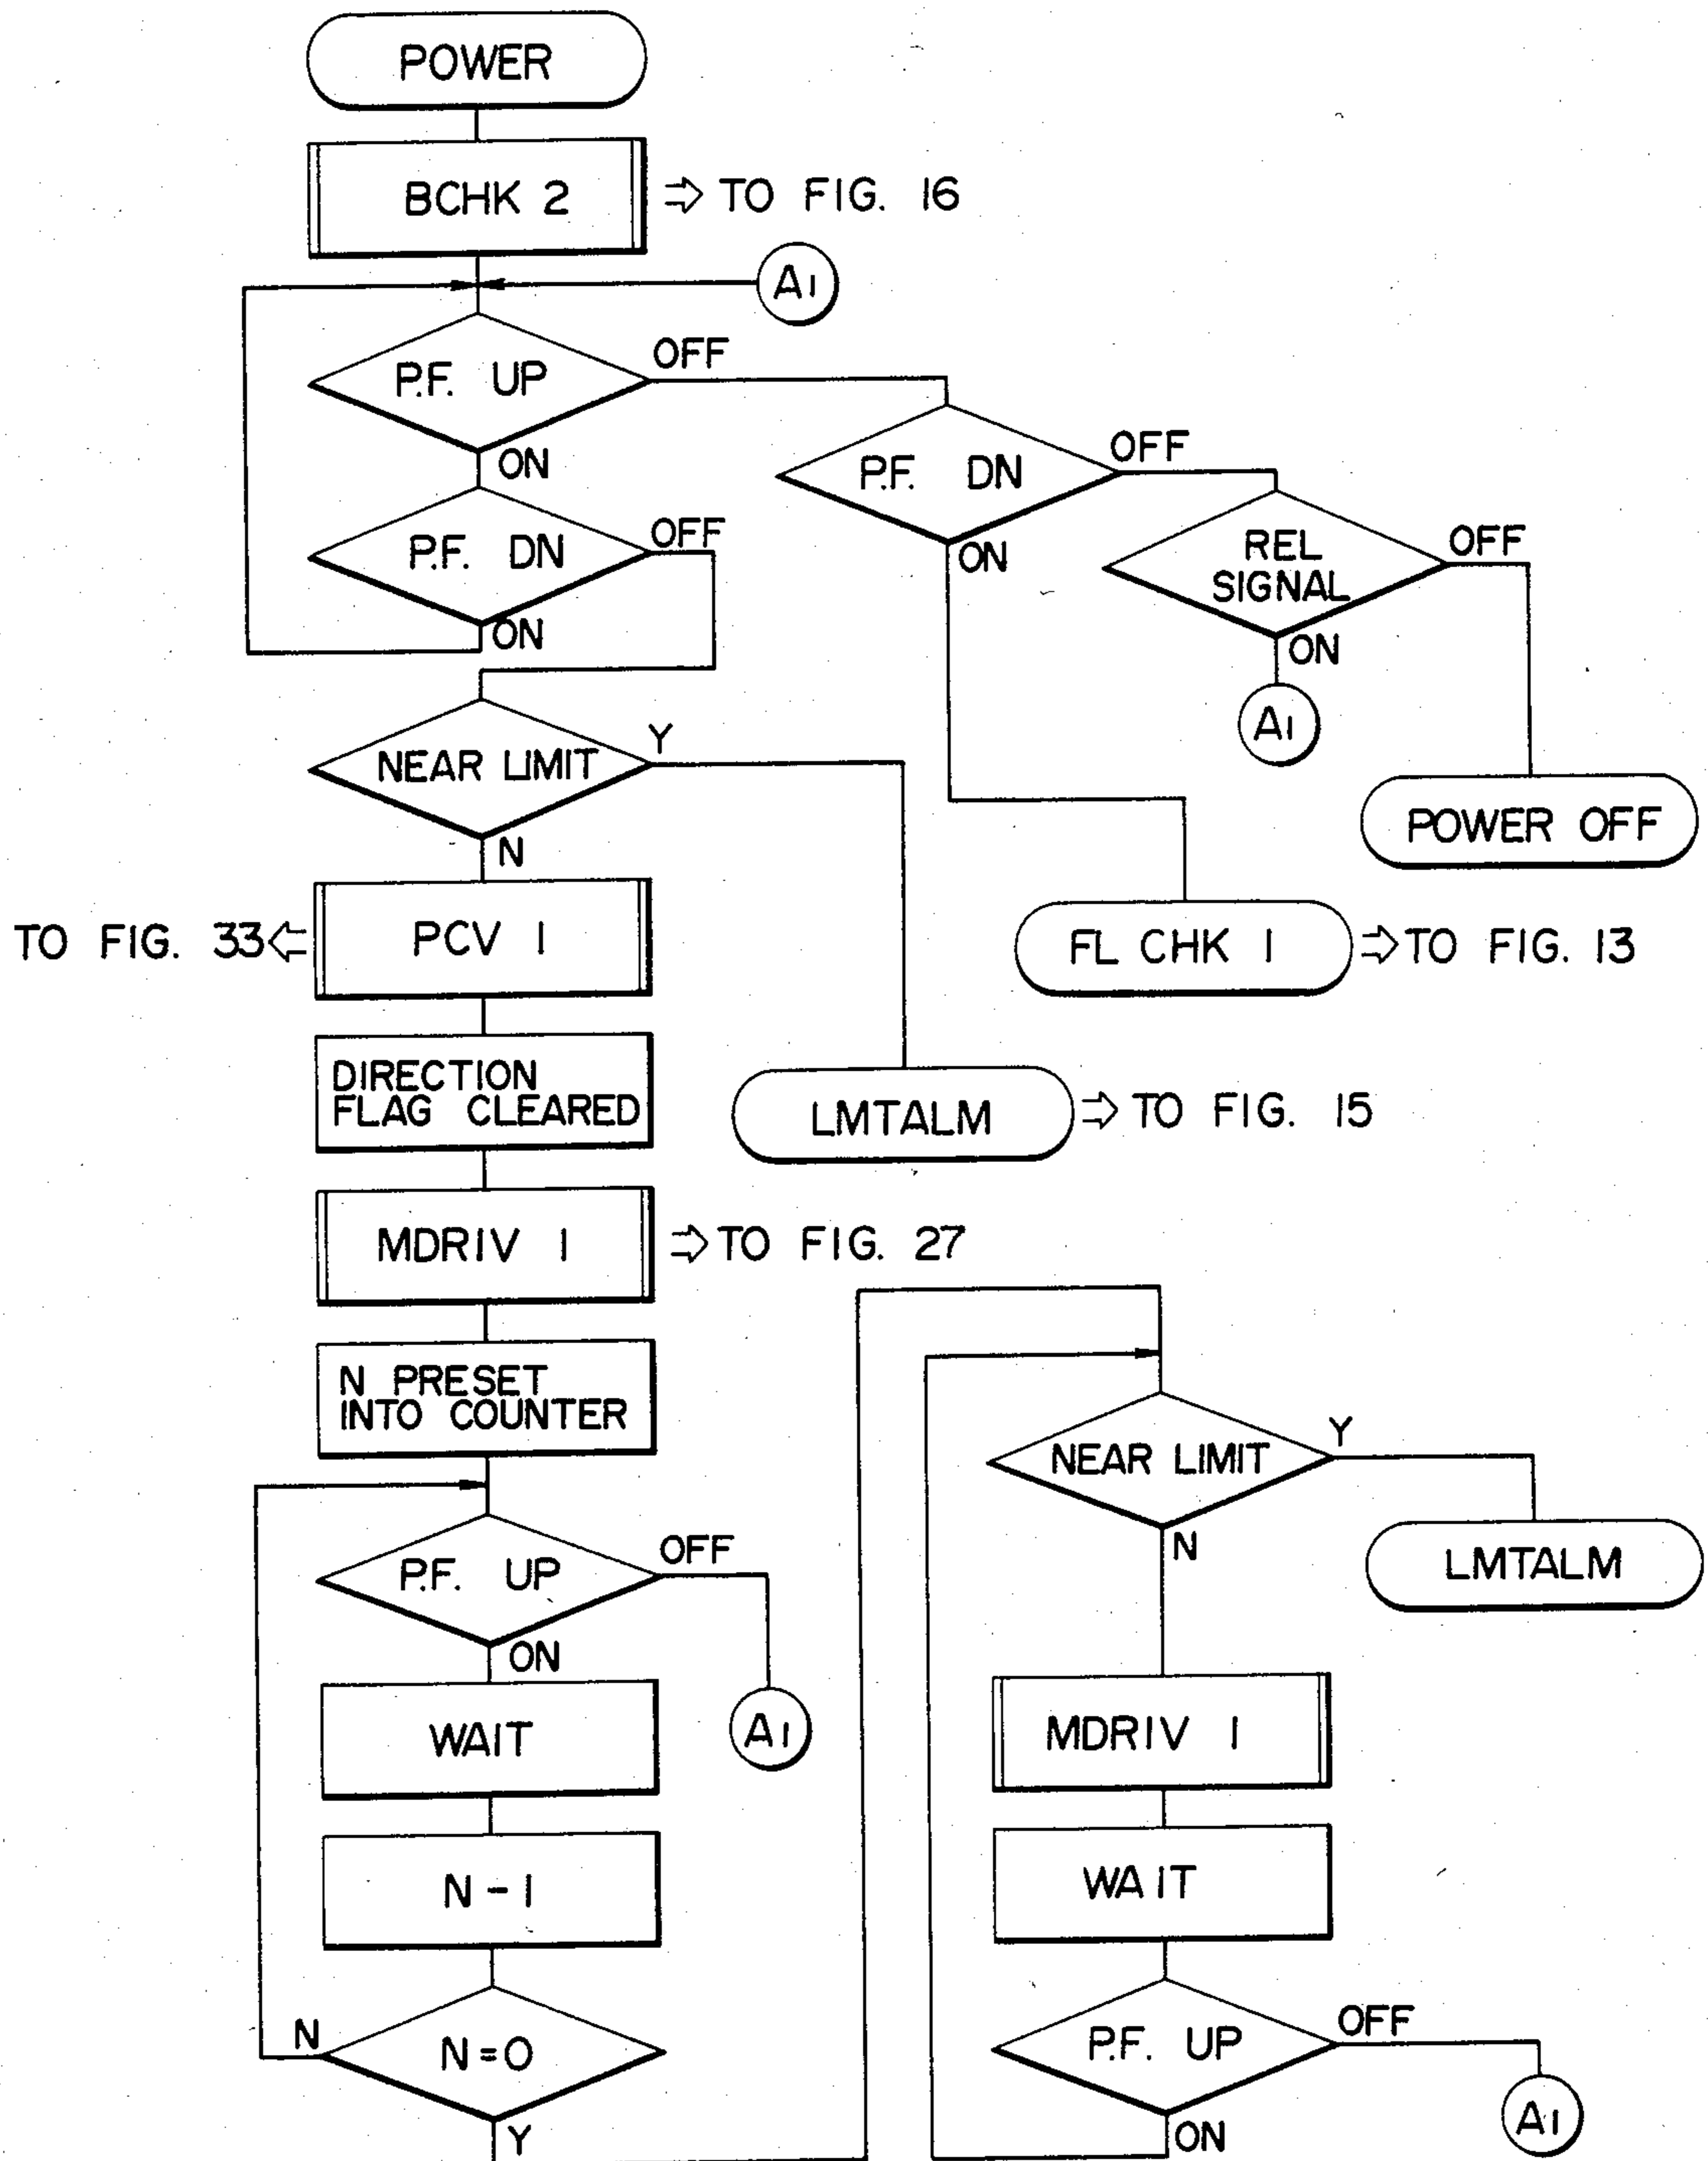 POWER
BCHK 2
⇨ TO FIG. 16
A1
P.F. UP
OFF
ON
P.F. DN
OFF
ON
P.F. DN
OFF
ON
REL
SIGNAL
OFF
ON
A1
POWER OFF
NEAR LIMIT
Y
N
TO FIG. 33 ⇦
PCV 1
FL CHK 1
⇨ TO FIG. 13
DIRECTION
FLAG CLEARED
LMTALM
⇨ TO FIG. 15
MDRIV 1
⇨ TO FIG. 27
N PRESET
INTO COUNTER
P.F. UP
OFF
ON
A1
WAIT
N-1
N=0
N
Y
NEAR LIMIT
Y
N
LMTALM
MDRIV 1
WAIT
P.F. UP
OFF
ON
A1